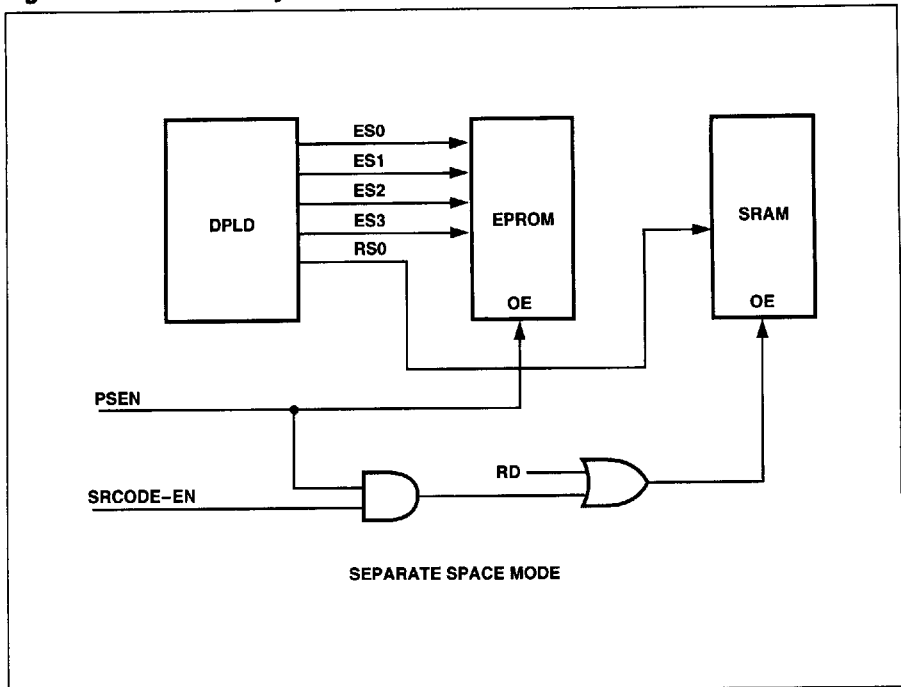 ES0
ES1
ES2
ES3
RS0
DPLD
EPROM
OE
SRAM
OE
PSEN
SRCODE-EN
RD
SEPARATE SPACE MODE